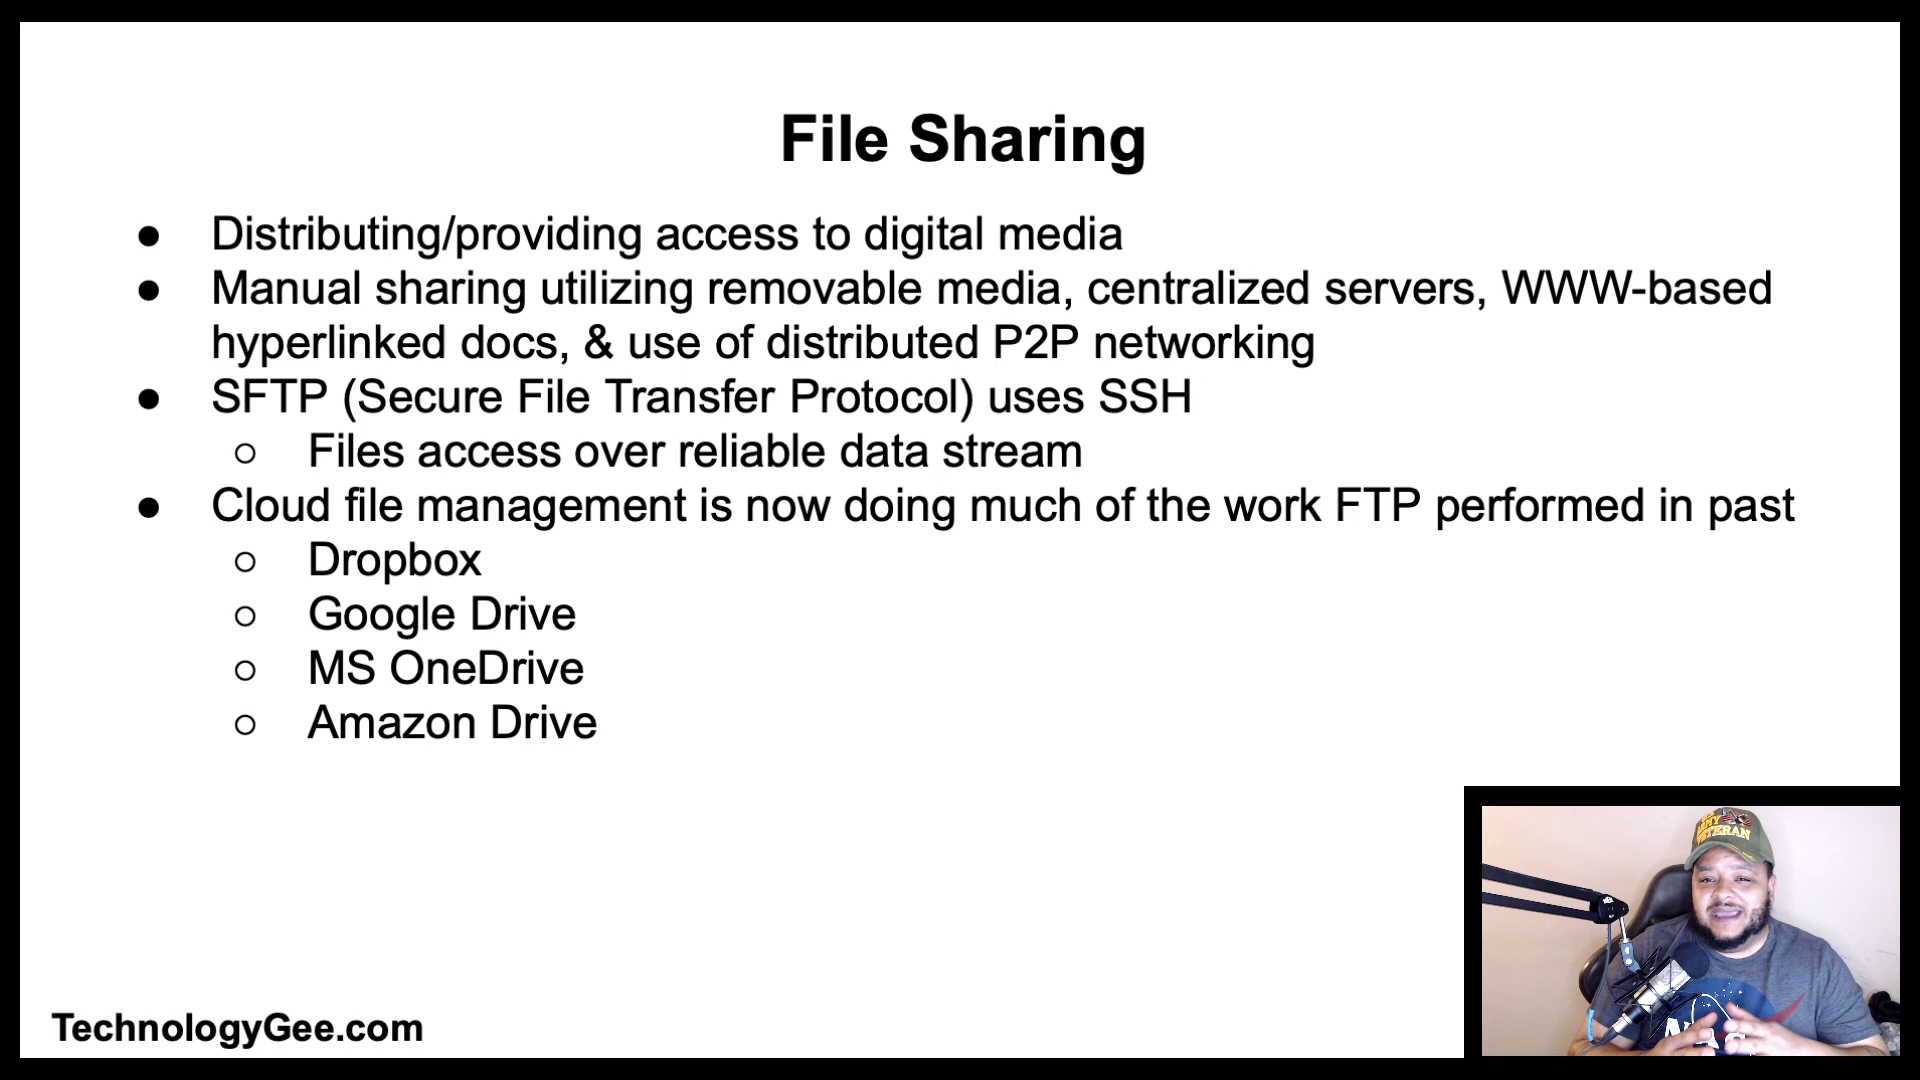 File Sharing
● Distributing/providing access to digital media
● Manual sharing utilizing removable media, centralized servers, WWW-based
hyperlinked docs, & use of distributed P2P networking
● SFTP (Secure File Transfer Protocol) uses SSH
○ Files access over reliable data stream
● Cloud file management is now doing much of the work FTP performed in past
○ Dropbox
○ Google Drive
○ MS OneDrive
○ Amazon Drive
ARMY
VETERAN
TechnologyGee.com